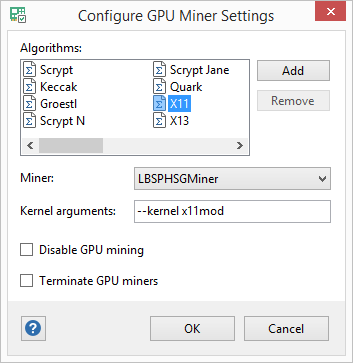 Configure GPU Miner Settings
Algorithms:
Scrypt
Scrypt Jane
Add
Keccak
Quark
Remove
Groestl
X11
Scrypt N
X13
Miner:
LBSPHSGMiner
Kernel arguments:
--kernel x11mod
Disable GPU mining
Terminate GPU miners
?
OK
Cancel